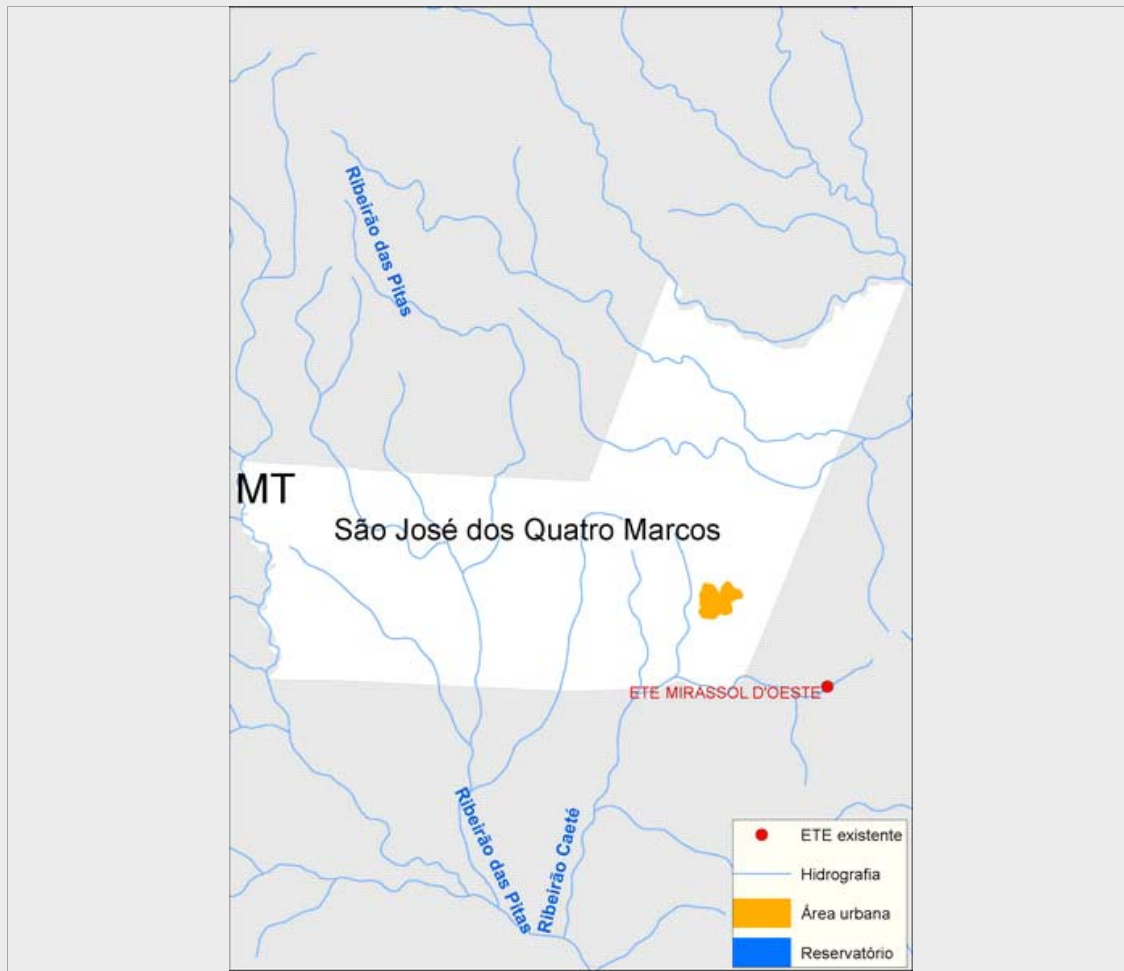 Ribeirão das Pitas
MT
São José dos Quatro Marcos
ETE MIRASSOL D'OESTE
Ribeirão das Pitas
Ribeirão Caeté
ETE existente
Hidrografia
Área urbana
Reservatório